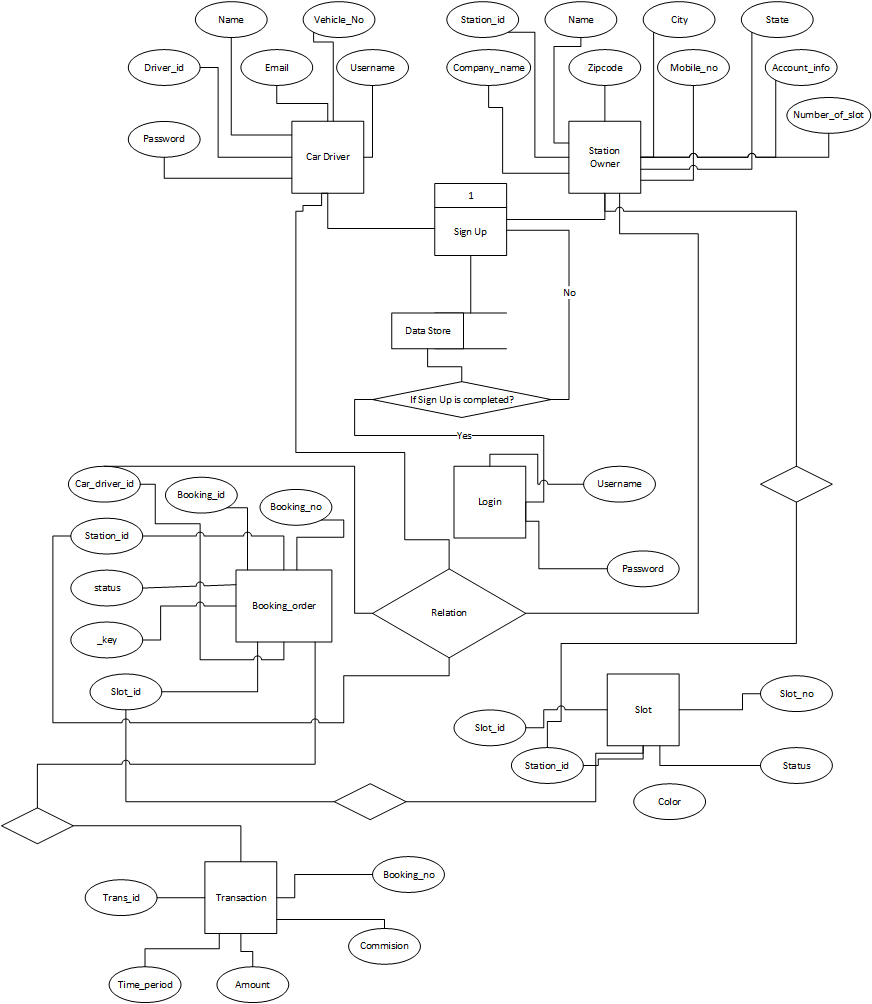 Name
Vehicle_No
Station_id
Name
City
State
Driver_id
Email
Username
Company_name
Zipcode
Mobile_no
Account_info
Number_of_slot
Password
Car Driver
Station
Owner
1
Sign Up
No
Data Store
If Sign Up is completed?
Yes
Car_driver_id
Booking_id
Booking_no
Login
Username
Station_id
Password
status
Booking_order
Relation
_key
Slot_id
Slot
Slot_no
Slot_id
Station_id
Status
Color
Booking_no
Trans_id
Transaction
Commision
Time_period
Amount